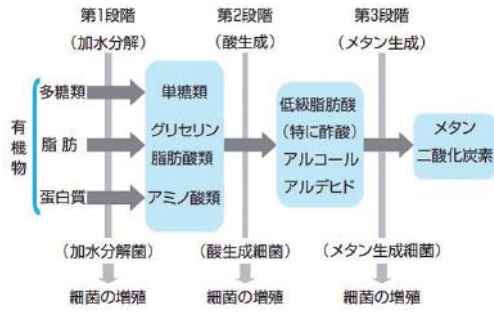 第1段階
(加水分解)
第2段階
(酸生成)
第3段階
(メタン生成)
有機物
多糖類
脂肪
蛋白質
単糖類
グリセリン
脂肪酸類
アミノ酸類
低級脂肪酸
(特に酢酸)
アルコール
アルデヒド
メタン
二酸化炭素
(加水分解菌)
(酸生成細菌)
(メタン生成細菌)
細菌の増殖
細菌の増殖
細菌の増殖